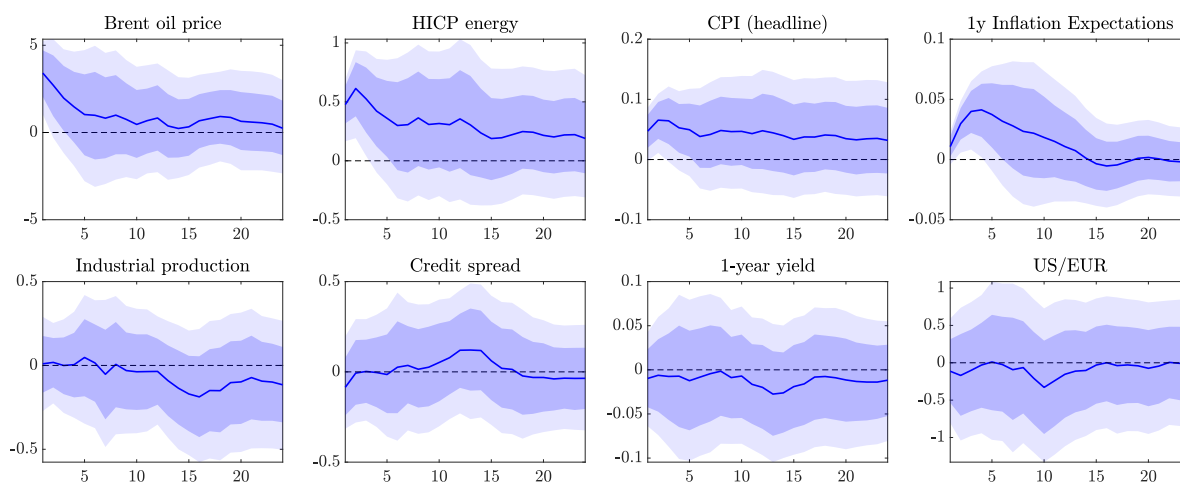 Brent oil price
5
0
-5
5 10 15 20
HICP energy
1
0.5
0
-0.5
5 10 15 20
CPI (headline)
0.2
0.1
0
-0.1
5 10 15 20
1y Inflation Expectations
0.1
0.05
0
-0.05
5 10 15 20
Industrial production
0.5
0
-0.5
5 10 15 20
Credit spread
0.5
0
-0.5
5 10 15 20
1-year yield
0.1
0.05
0
-0.05
-0.1
5 10 15 20
US/EUR
1
0.5
0
-0.5
-1
5 10 15 20